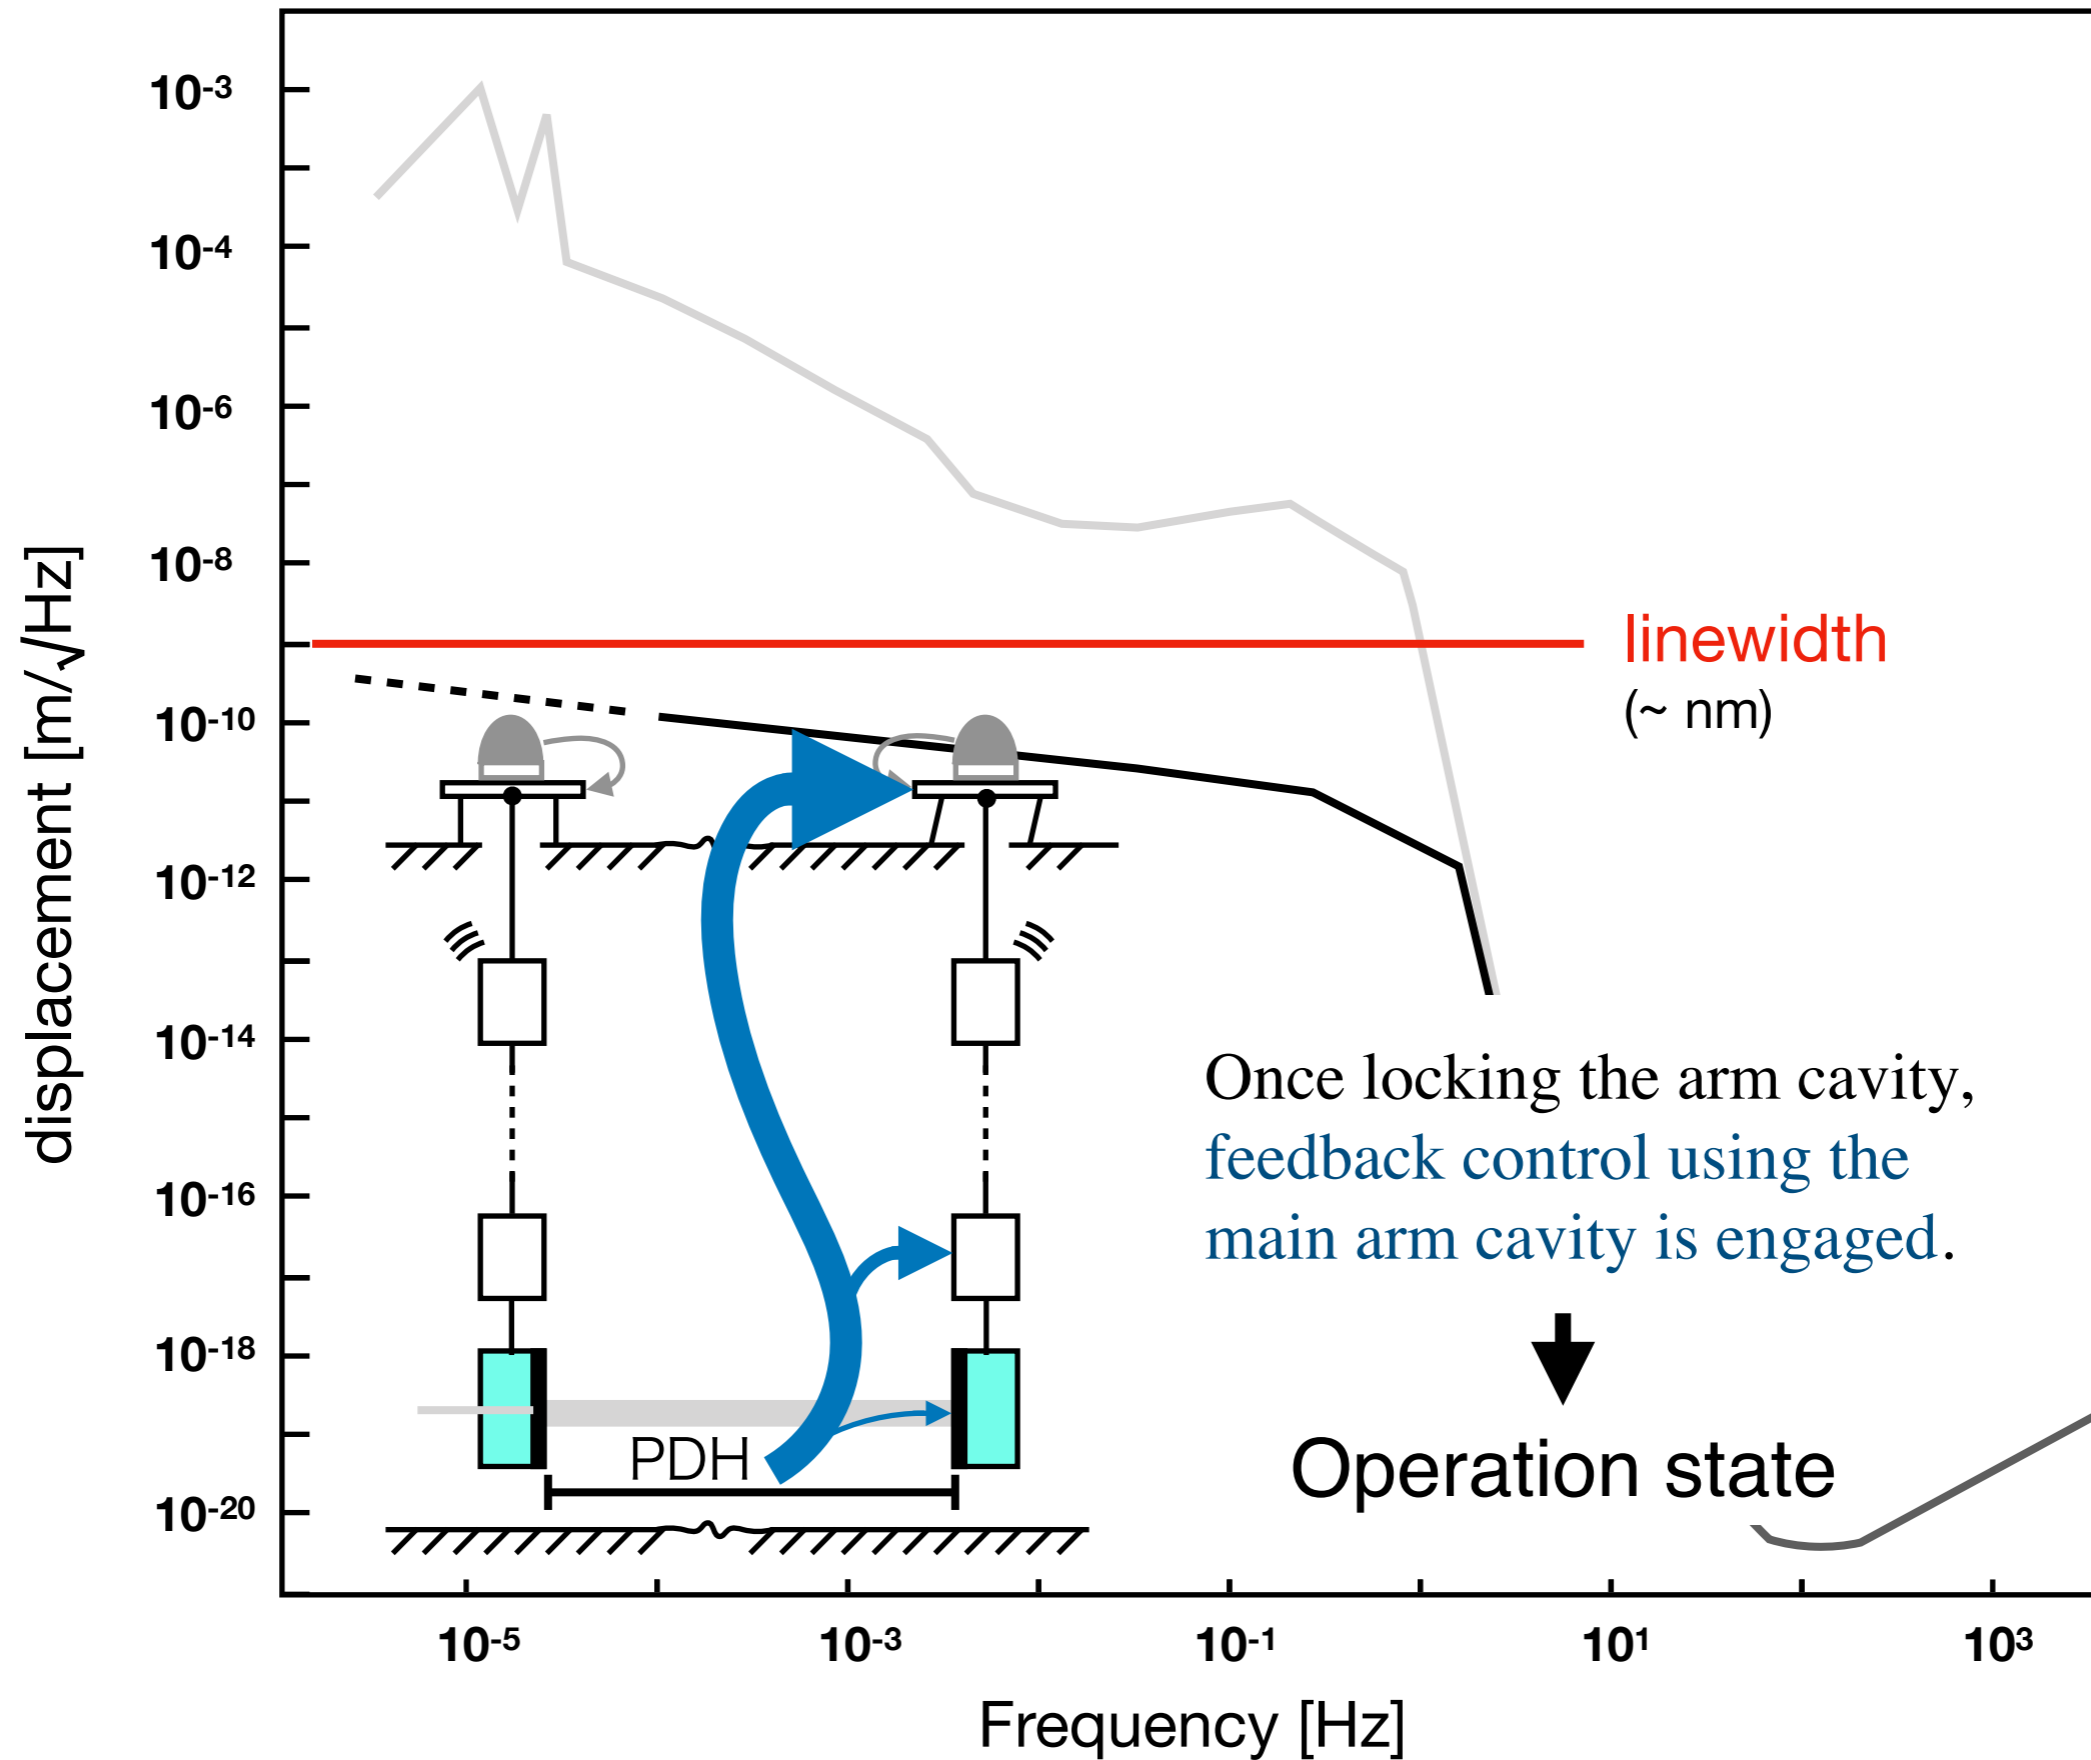 10-3
10-4
10-6
10-8
10-10
10-12
10-14
10-16
10-18
10-20
displacement [m/√Hz]
linewidth
(~ nm)
Once locking the arm cavity,
feedback control using the
main arm cavity is engaged.
Operation state
PDH
10-5
10-3
10-1
101
103
Frequency [Hz]